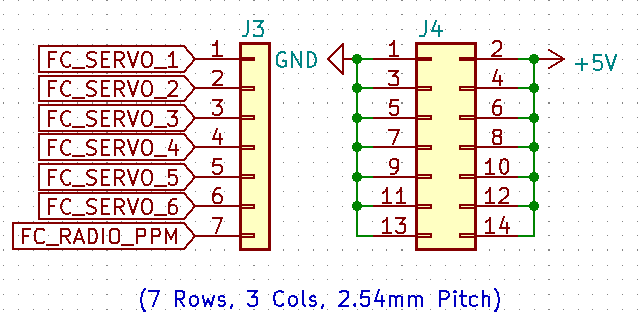 J3 J4
FC_SERVO_1 1 GND 1 2 +5V
FC_SERVO_2 2 3 4
FC_SERVO_3 3 5 6
FC_SERVO_4 4 7 8
FC_SERVO_5 5 9 10
FC_SERVO_6 6 11 12
FC_RADIO_PPM 7 13 14
(7 Rows, 3 Cols, 2.54mm Pitch)